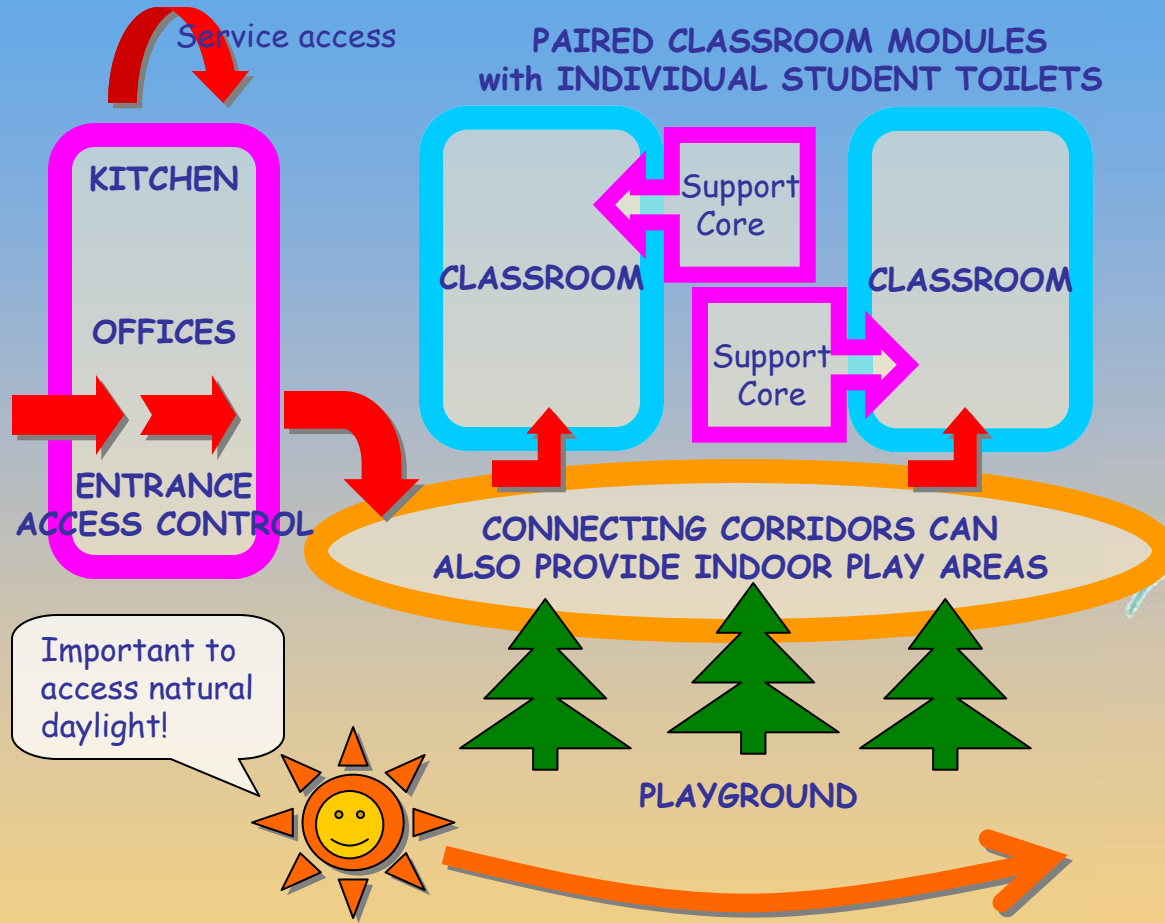 Service access
PAIRED CLASSROOM MODULES
with INDIVIDUAL STUDENT TOILETS
KITCHEN
OFFICES
ENTRANCE
ACCESS CONTROL
CLASSROOM
Support
Core
Support
Core
CLASSROOM
CONNECTING CORRIDORS CAN
ALSO PROVIDE INDOOR PLAY AREAS
Important to
access natural
daylight!
PLAYGROUND